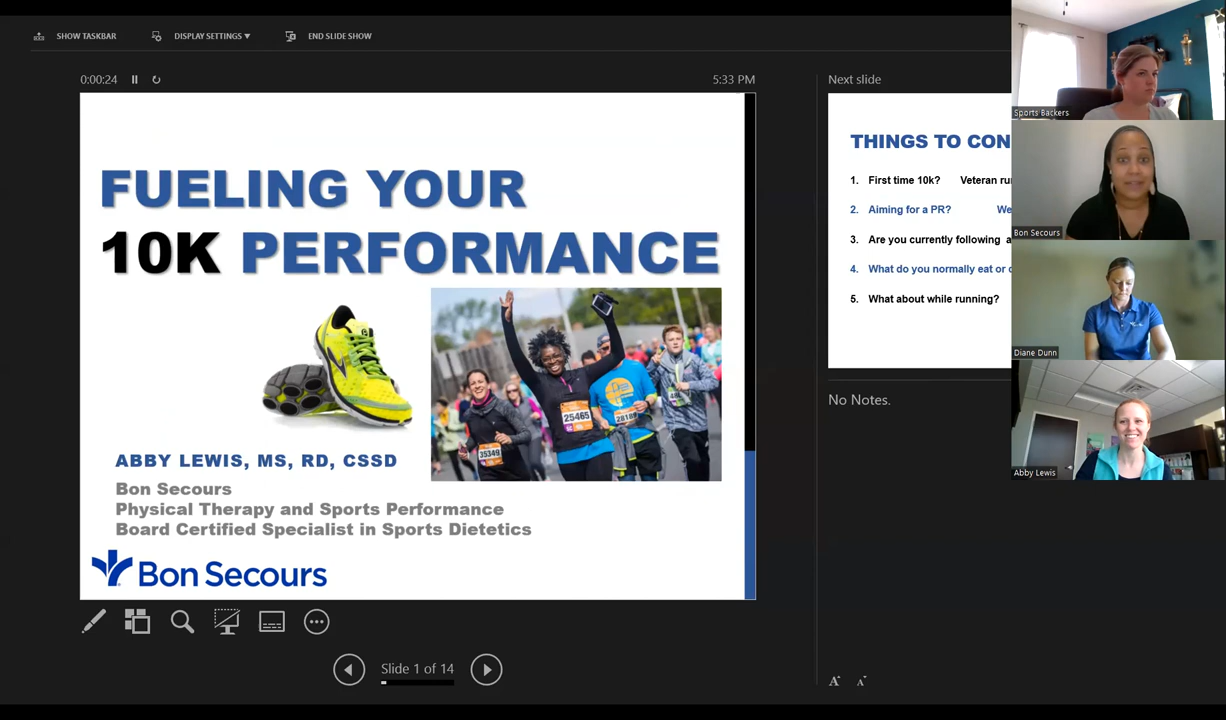 SHOW TASKBAR
DISPLAY SETTINGS
END SLIDE SHOW
0:00:24
5:33 PM
FUELING YOUR
10K PERFORMANCE
25465
35349
ABBY LEWIS, MS, RD, CSSD
Bon Secours
Physical Therapy and Sports Performance
Board Certified Specialist in Sports Dietetics
Bon Secours
Slide 1 of 14
Next slide
THINGS TO CON
1. First time 10k? Veteran ru
2. Aiming for a PR? We
3. Are you currently following a
4. What do you normally eat or
5. What about while running?
No Notes.
A A
Sports Backers
Bon Secours
Diane Dunn
Abby Lewis